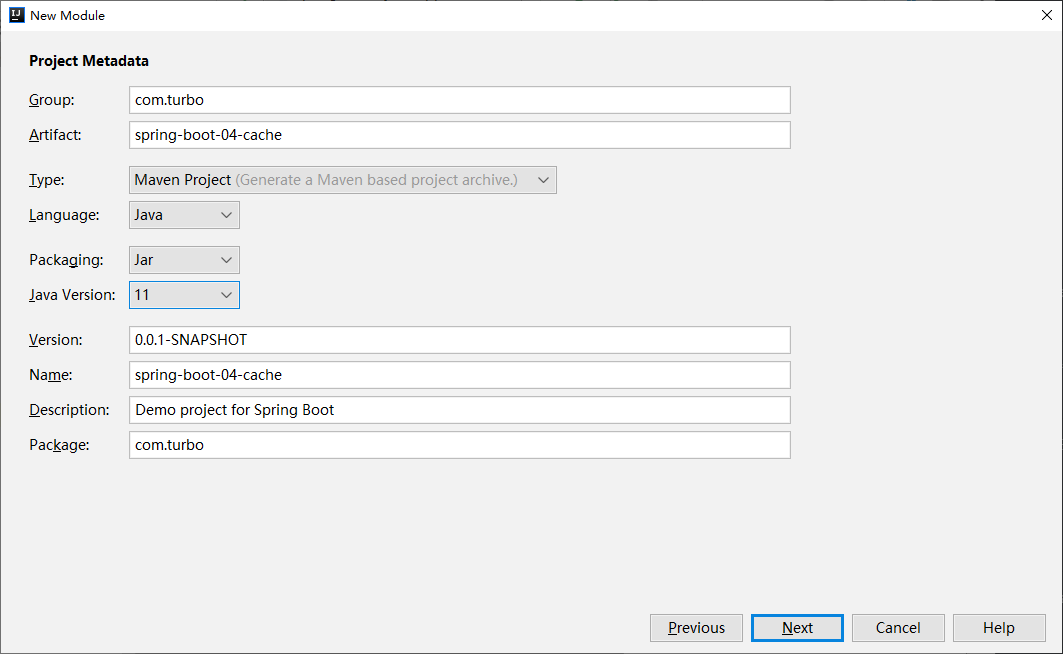 New Module
Project Metadata
Group: com.turbo
Artifact: spring-boot-04-cache
Type: Maven Project (Generate a Maven based project archive.)
Language: Java
Packaging: Jar
Java Version: 11
Version: 0.0.1-SNAPSHOT
Name: spring-boot-04-cache
Description: Demo project for Spring Boot
Package: com.turbo
Previous Next Cancel Help